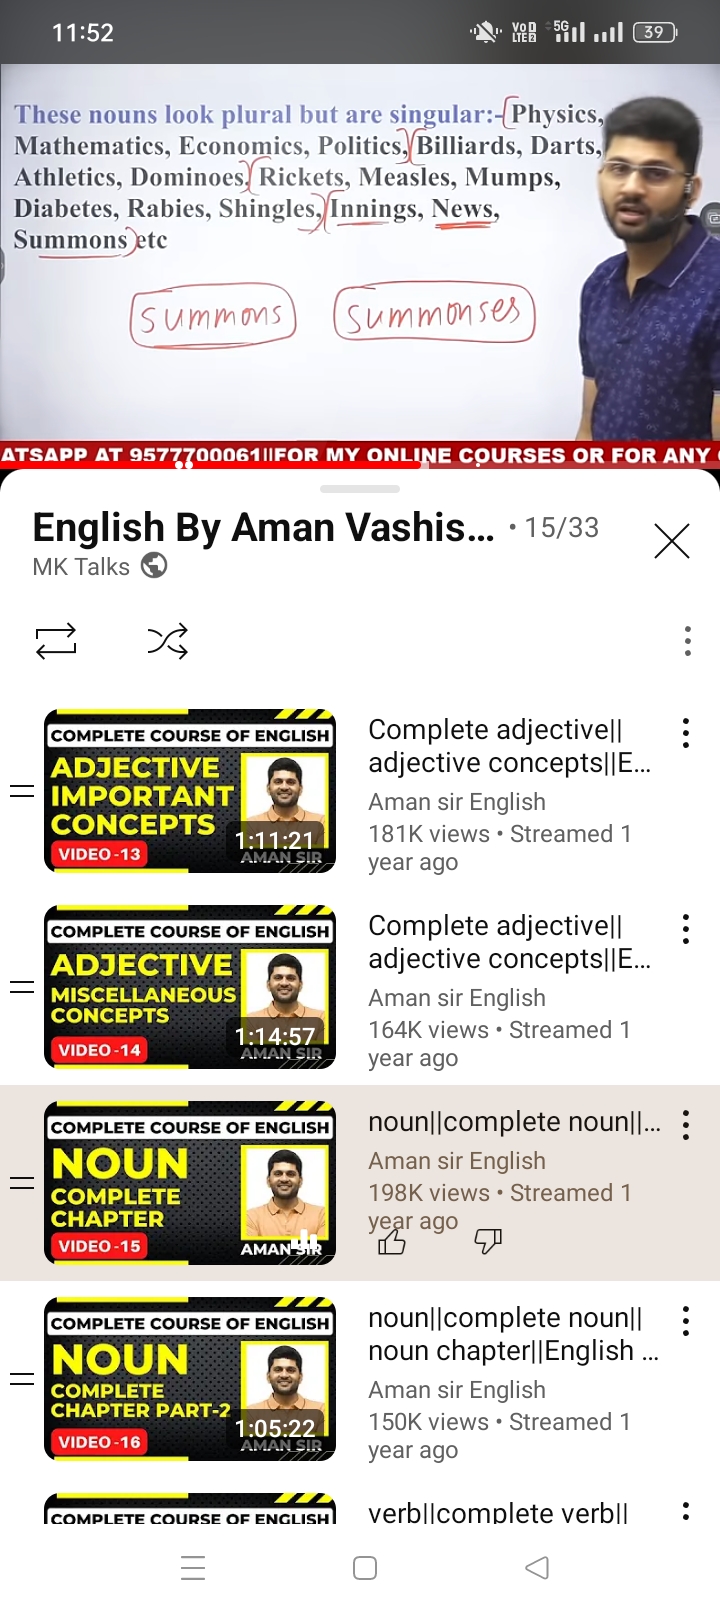 11:52
VoD 5G
LTE2 39
These nouns look plural but are singular:- Physics,
Mathematics, Economics, Politics, Billiards, Darts,
Athletics, Dominoes, Rickets, Measles, Mumps,
Diabetes, Rabies, Shingles, Innings, News,
Summons etc
summons summonses
ATSAPP AT 9577700061||FOR MY ONLINE COURSES OR FOR ANY
English By Aman Vashis... • 15/33
MK Talks
COMPLETE COURSE OF ENGLISH
ADJECTIVE
IMPORTANT
CONCEPTS
VIDEO -13
1:11:21
AMAN SIR
Complete adjective||
adjective concepts||E...
Aman sir English
181K views • Streamed 1
year ago
COMPLETE COURSE OF ENGLISH
ADJECTIVE
MISCELLANEOUS
CONCEPTS
VIDEO -14
1:14:57
AMAN SIR
Complete adjective||
adjective concepts||E...
Aman sir English
164K views • Streamed 1
year ago
COMPLETE COURSE OF ENGLISH
NOUN
COMPLETE
CHAPTER
VIDEO -15
AMAN SIR
noun||complete noun||...
Aman sir English
198K views • Streamed 1
year ago
COMPLETE COURSE OF ENGLISH
NOUN
COMPLETE
CHAPTER PART-2
VIDEO -16
1:05:22
AMAN SIR
noun||complete noun||
noun chapter||English ...
Aman sir English
150K views • Streamed 1
year ago
COMPLETE COURSE OF ENGLISH
verb||complete verb||